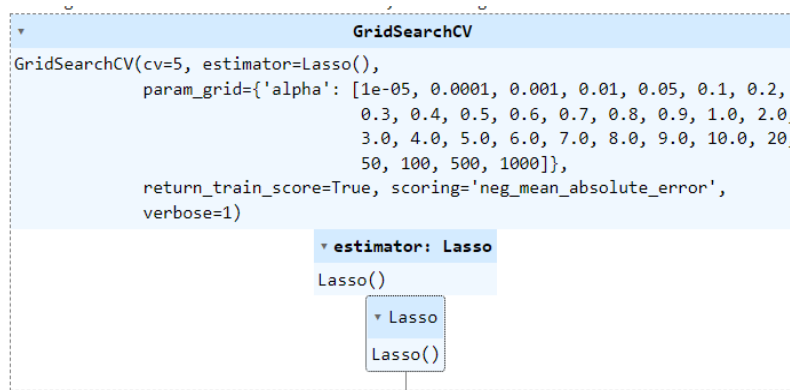 GridSearchCV
GridSearchCV(cv=5, estimator=Lasso(),
param_grid={'alpha': [1e-05, 0.0001, 0.001, 0.01, 0.05, 0.1, 0.2,
0.3, 0.4, 0.5, 0.6, 0.7, 0.8, 0.9, 1.0, 2.0,
3.0, 4.0, 5.0, 6.0, 7.0, 8.0, 9.0, 10.0, 20,
50, 100, 500, 1000]},
return_train_score=True, scoring='neg_mean_absolute_error',
verbose=1)
estimator: Lasso
Lasso()
Lasso
Lasso()